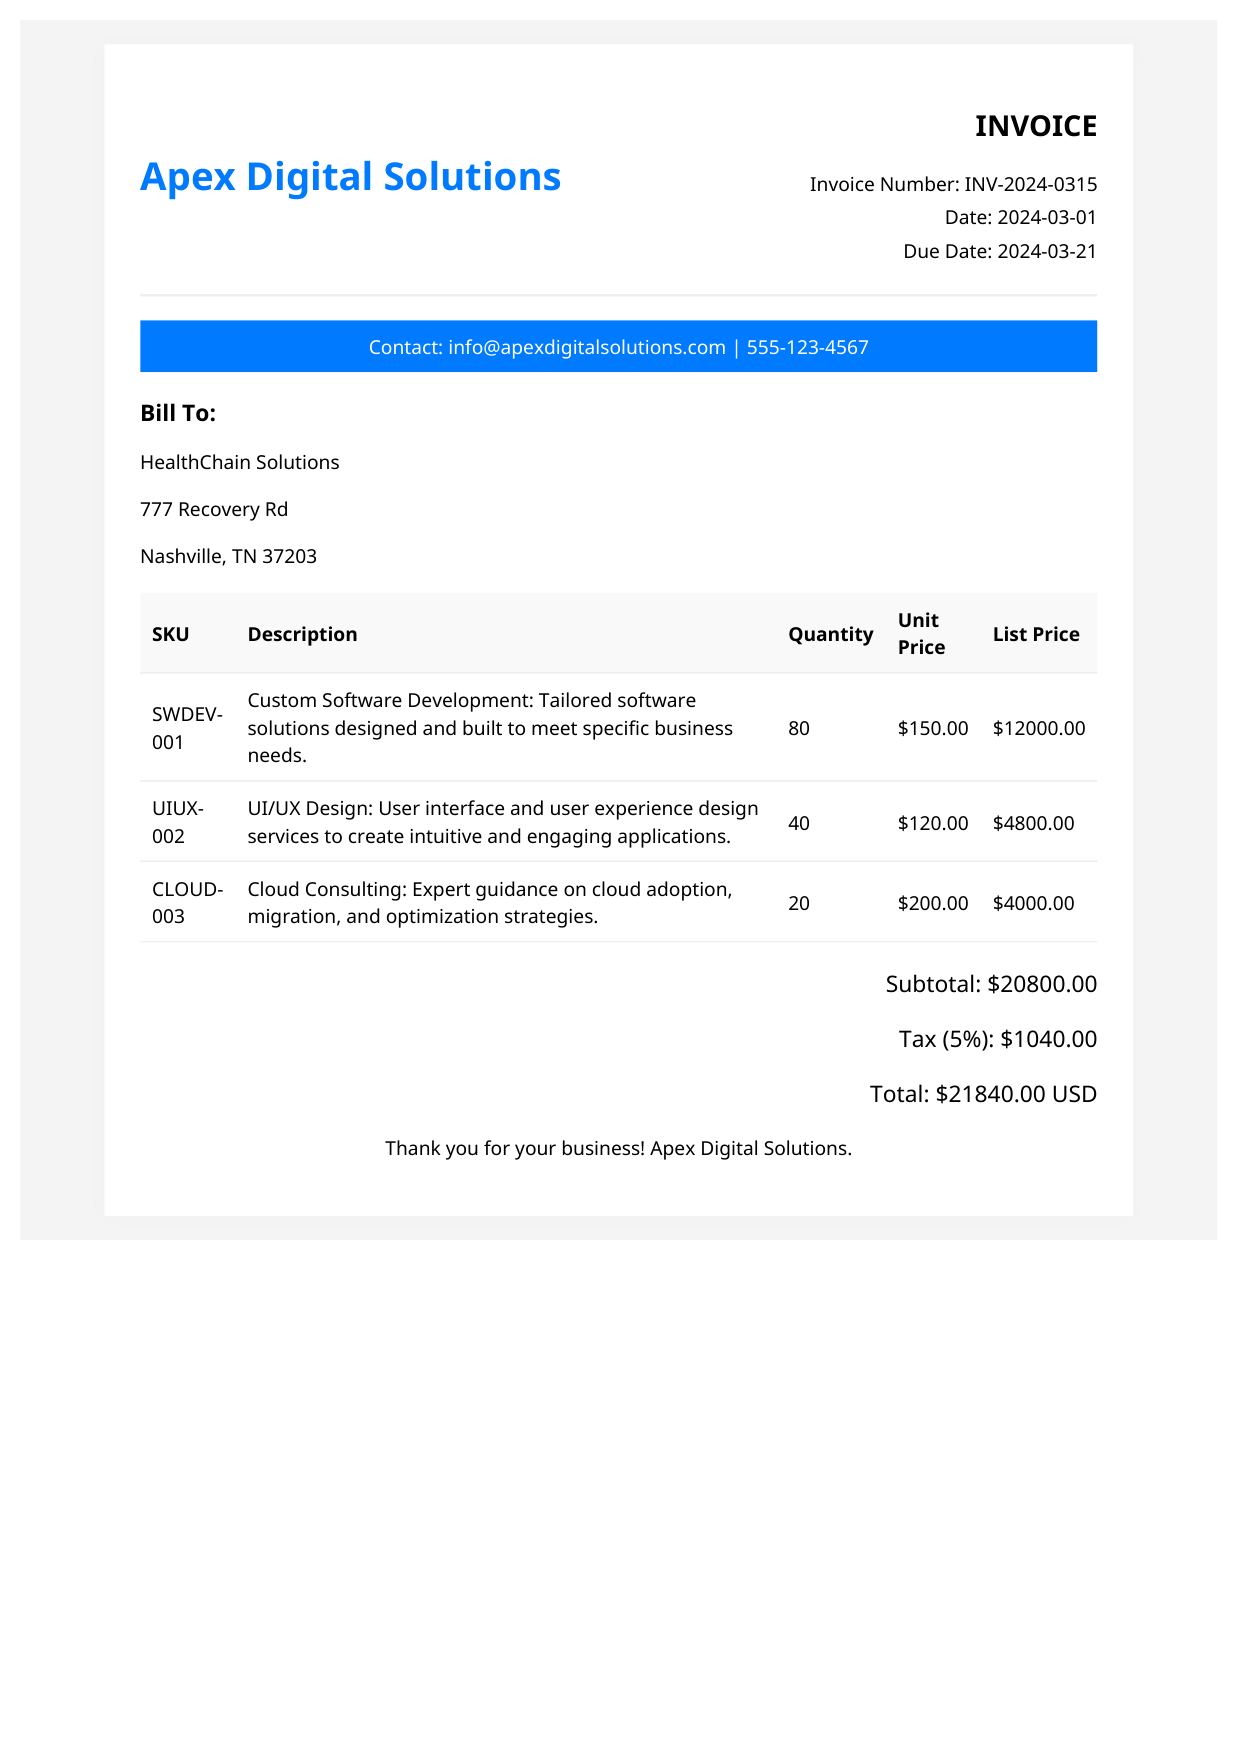 INVOICE
Apex Digital Solutions
Invoice Number: INV-2024-0315
Date: 2024-03-01
Due Date: 2024-03-21
Contact: info@apexdigitalsolutions.com | 555-123-4567
Bill To:
HealthChain Solutions
777 Recovery Rd
Nashville, TN 37203
SKU Description Quantity Unit Price List Price
SWDEV-001 Custom Software Development: Tailored software
solutions designed and built to meet specific business
needs. 80 $150.00 $12000.00
UIUX-002 UI/UX Design: User interface and user experience design
services to create intuitive and engaging applications. 40 $120.00 $4800.00
CLOUD-003 Cloud Consulting: Expert guidance on cloud adoption,
migration, and optimization strategies. 20 $200.00 $4000.00
Subtotal: $20800.00
Tax (5%): $1040.00
Total: $21840.00 USD
Thank you for your business! Apex Digital Solutions.